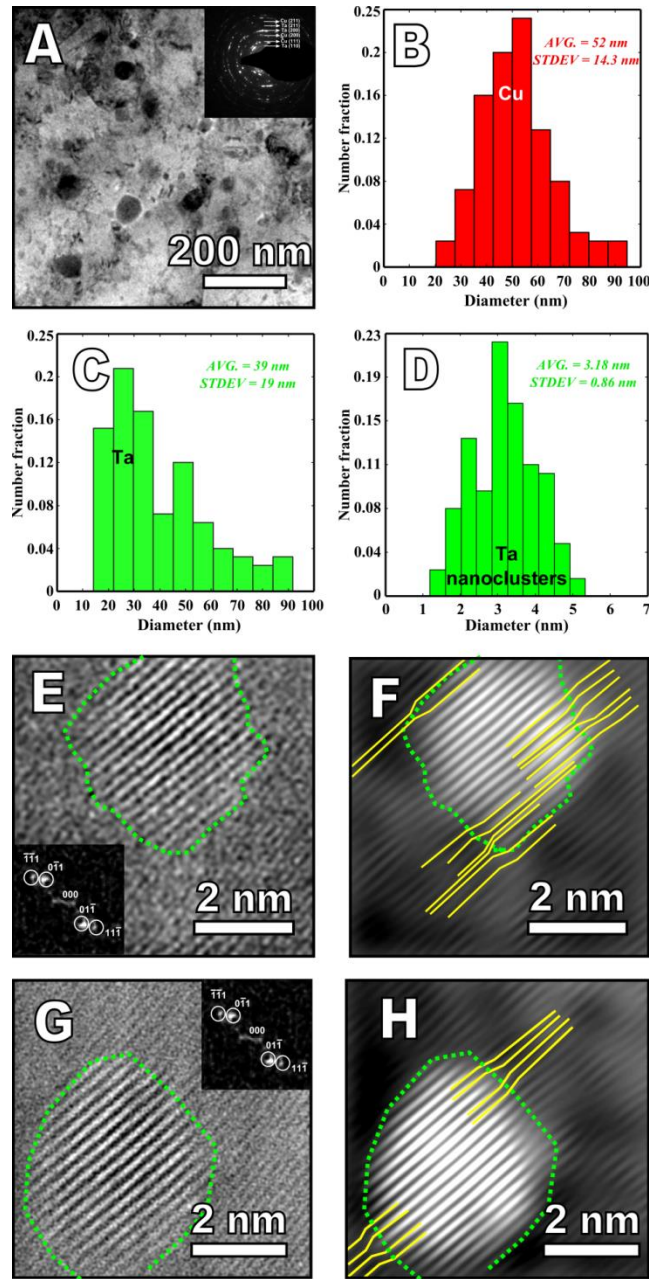 A
Cu (211)
Ta (211)
Ta (200)
Cu (200)
Cu (111)
Ta (110)
200 nm
B
AVG. = 52 nm
STDEV = 14.3 nm
Cu
Number fraction
0.25
0.2
0.16
0.12
0.08
0.04
0
0 10 20 30 40 50 60 70 80 90 100
Diameter (nm)
C
AVG. = 39 nm
STDEV = 19 nm
Ta
Number fraction
0.25
0.2
0.16
0.12
0.08
0.04
0
0 10 20 30 40 50 60 70 80 90 100
Diameter (nm)
D
AVG. = 3.18 nm
STDEV = 0.86 nm
Ta
nanoclusters
Number fraction
0.23
0.19
0.15
0.11
0.08
0.04
0
0 1 2 3 4 5 6 7
Diameter (nm)
E
1̅1̅1 01̅1
000
011̅ 111̅
2 nm
F
2 nm
G
1̅1̅1 01̅1
000
011̅ 111̅
2 nm
H
2 nm